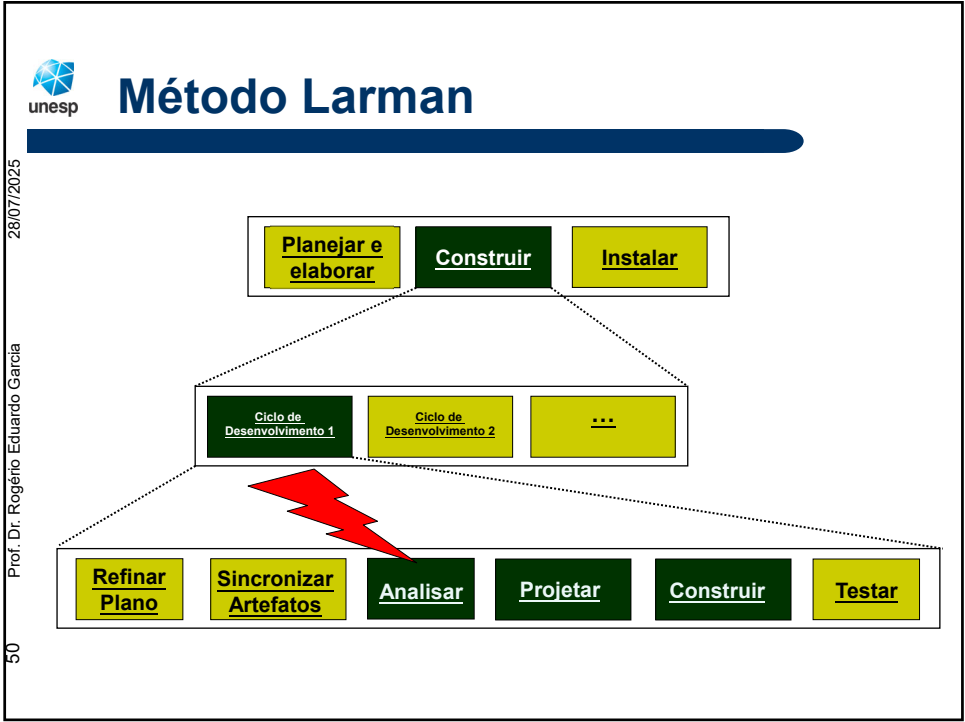 unesp
Método Larman
28/07/2025
Prof. Dr. Rogério Eduardo Garcia
50
Planejar e
elaborar
Construir
Instalar
Ciclo de
Desenvolvimento 1
Ciclo de
Desenvolvimento 2
...
Refinar
Plano
Sincronizar
Artefatos
Analisar
Projetar
Construir
Testar